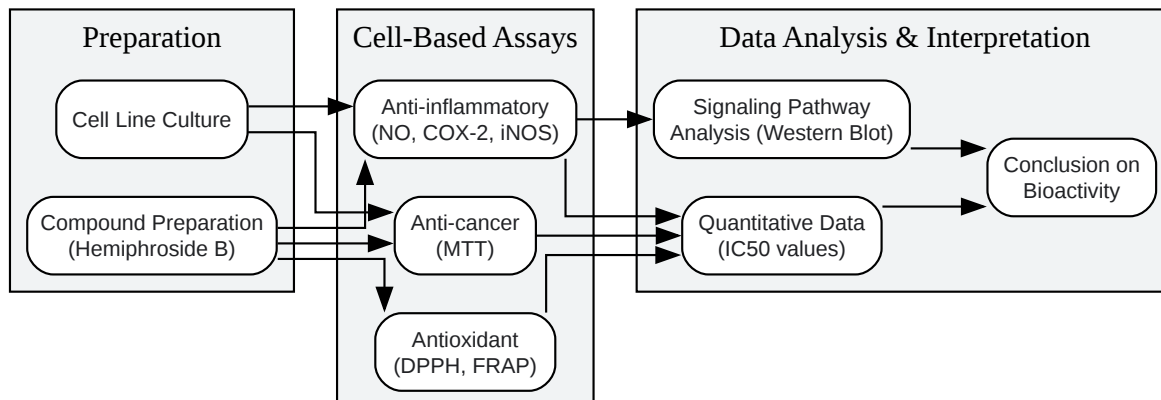 Preparation
Cell Line Culture
Compound Preparation
(Hemiphroside B)
Cell-Based Assays
Anti-inflammatory
(NO, COX-2, iNOS)
Anti-cancer
(MTT)
Antioxidant
(DPPH, FRAP)
Data Analysis & Interpretation
Signaling Pathway
Analysis (Western Blot)
Quantitative Data
(IC50 values)
Conclusion on
Bioactivity